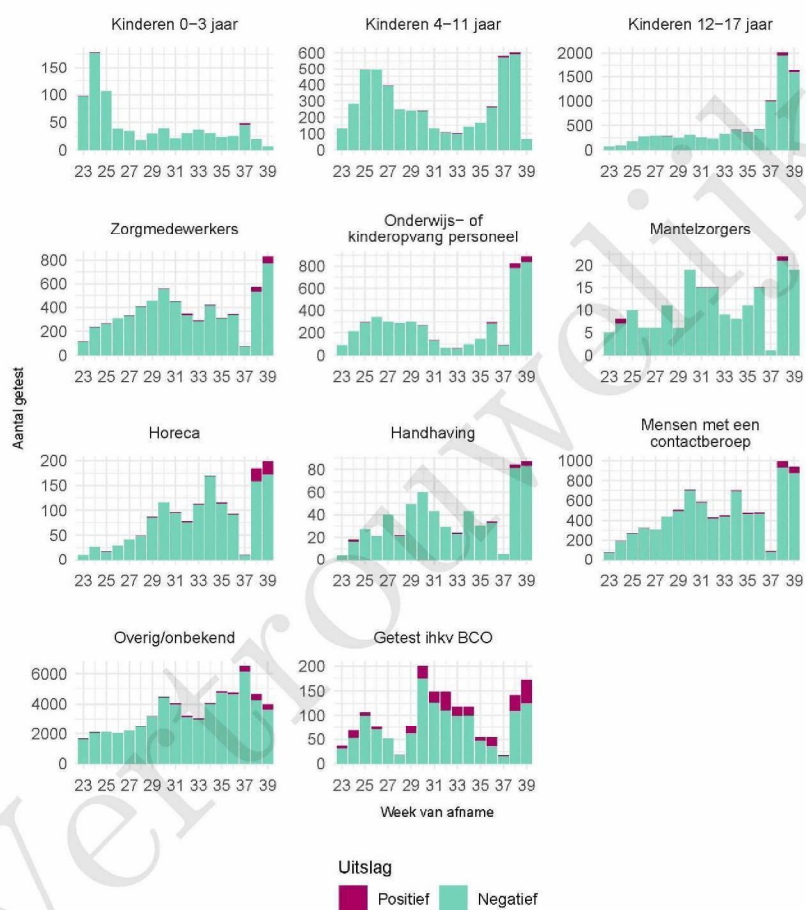 Kinderen 0−3 jaar
Kinderen 4−11 jaar
Kinderen 12−17 jaar
150
100
50
0
600
500
400
300
200
100
0
2000
1500
1000
500
0
23 25 27 29 31 33 35 37 39
23 25 27 29 31 33 35 37 39
23 25 27 29 31 33 35 37 39
Zorgmedewerkers
Onderwijs− of
kinderopvang personeel
Mantelzorgers
800
600
400
200
0
800
600
400
200
0
20
15
10
5
0
23 25 27 29 31 33 35 37 39
23 25 27 29 31 33 35 37 39
23 25 27 29 31 33 35 37 39
Aantal getest
Horeca
Handhaving
Mensen met een
contactberoep
200
150
100
50
0
80
60
40
20
0
1000
800
600
400
200
0
23 25 27 29 31 33 35 37 39
23 25 27 29 31 33 35 37 39
23 25 27 29 31 33 35 37 39
Overig/onbekend
Getest ihkv BCO
6000
4000
2000
0
200
150
100
50
0
23 25 27 29 31 33 35 37 39
23 25 27 29 31 33 35 37 39
Week van afname
Uitslag
Positief
Negatief
Vertrouwelijk